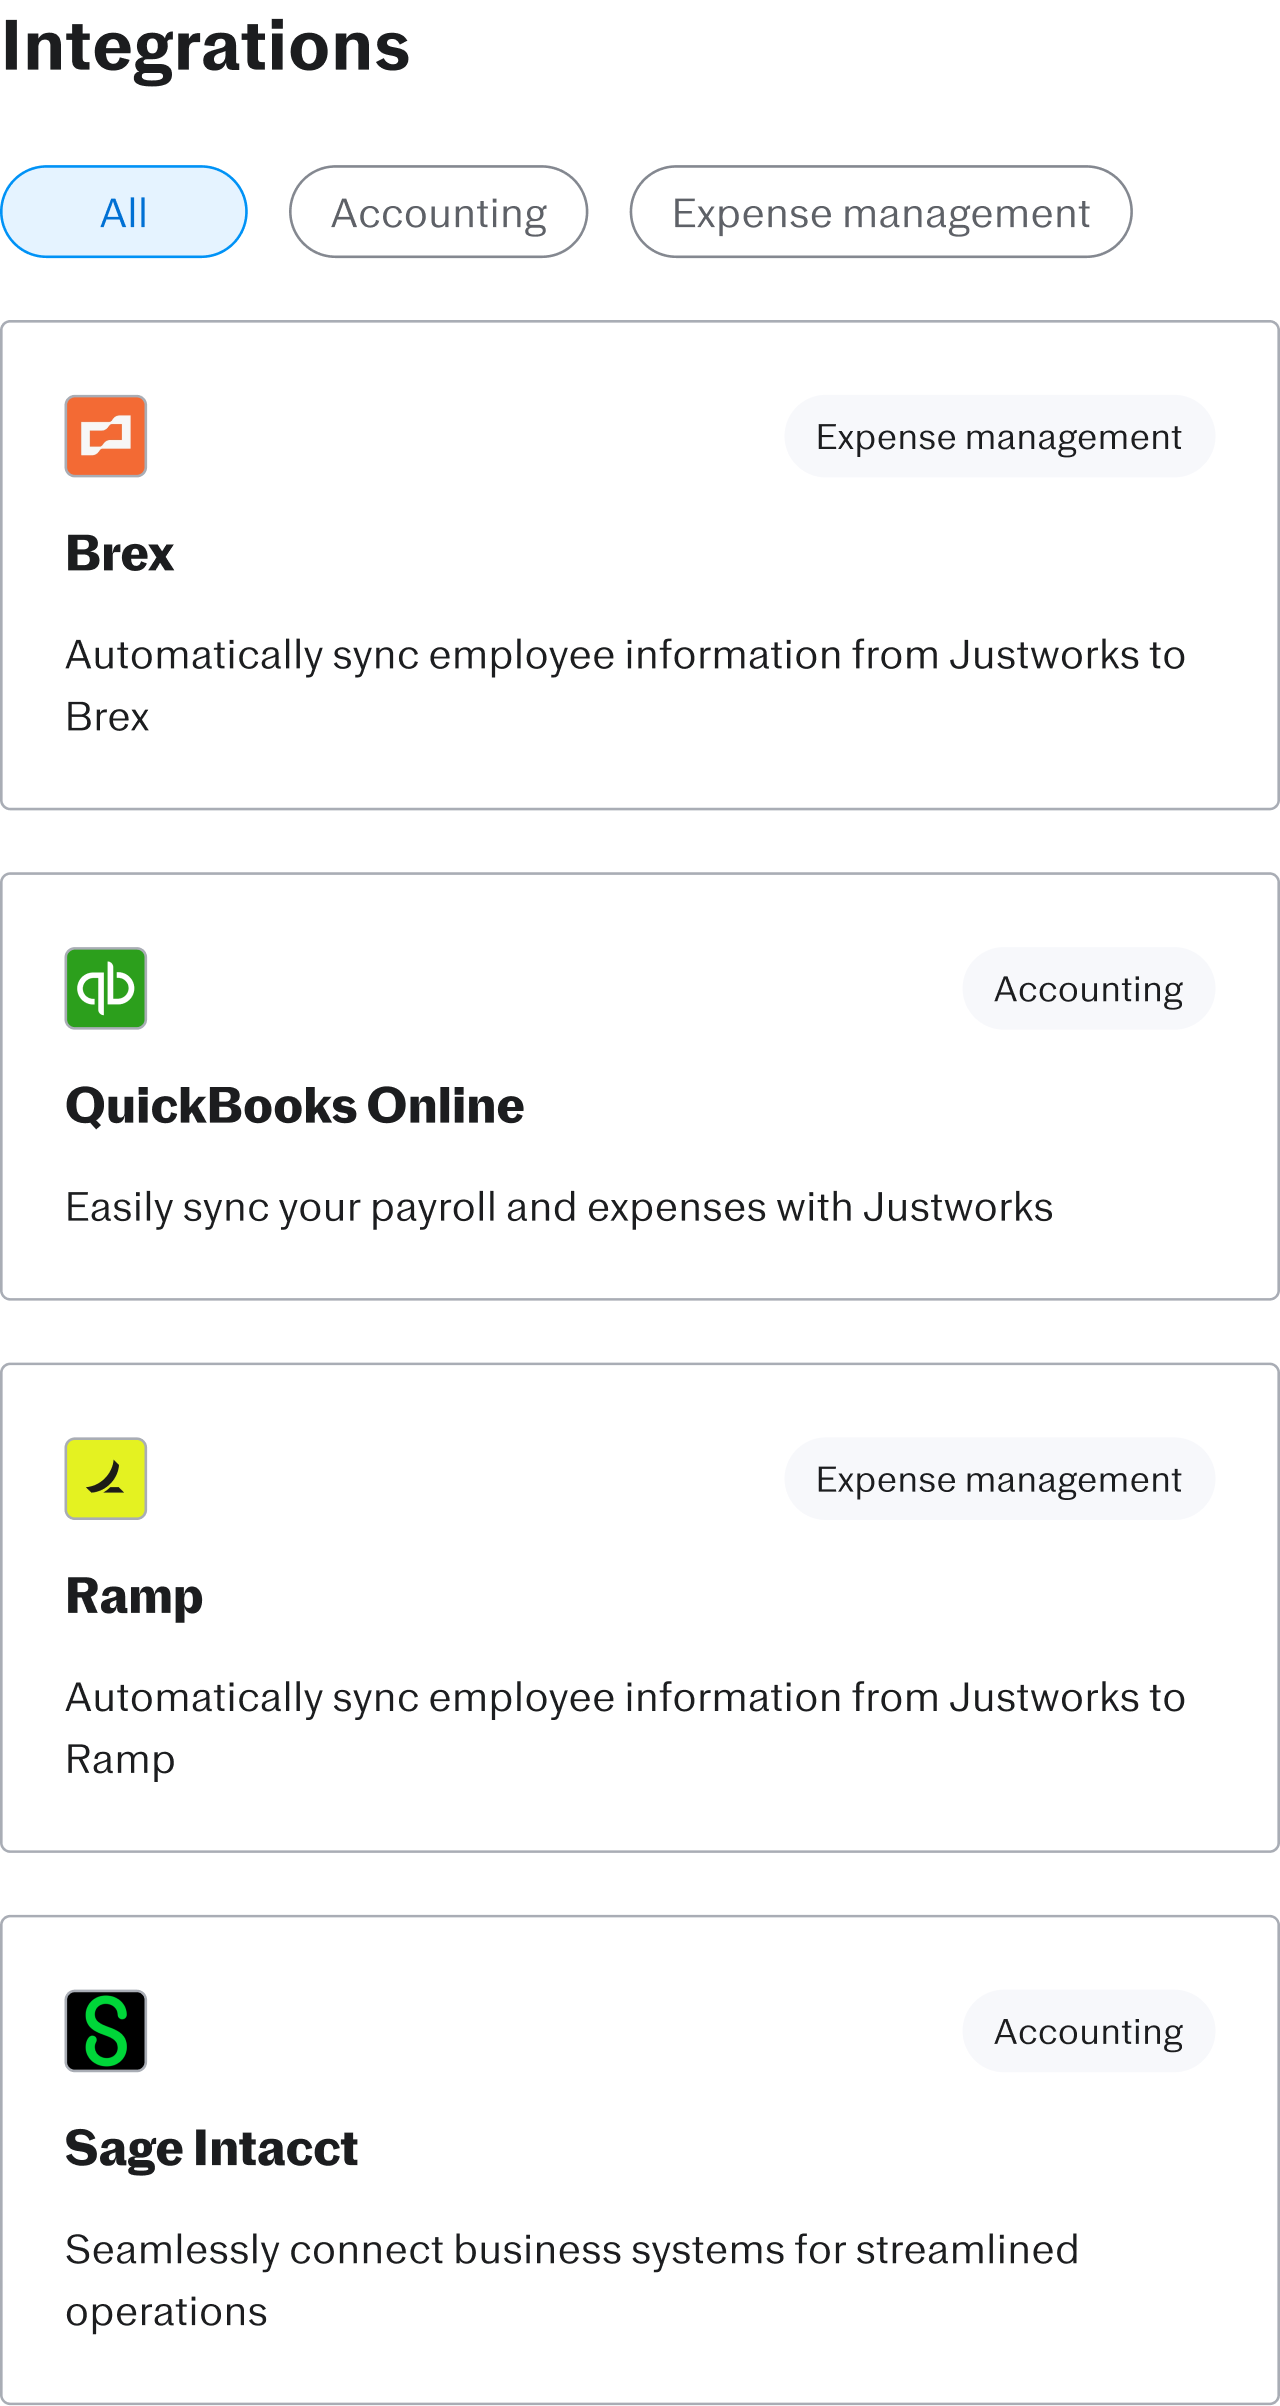 Integrations
All
Accounting
Expense management
Expense management
Brex
Automatically sync employee information from Justworks to
Brex
Accounting
QuickBooks Online
Easily sync your payroll and expenses with Justworks
Expense management
Ramp
Automatically sync employee information from Justworks to
Ramp
Accounting
Sage Intacct
Seamlessly connect business systems for streamlined
operations